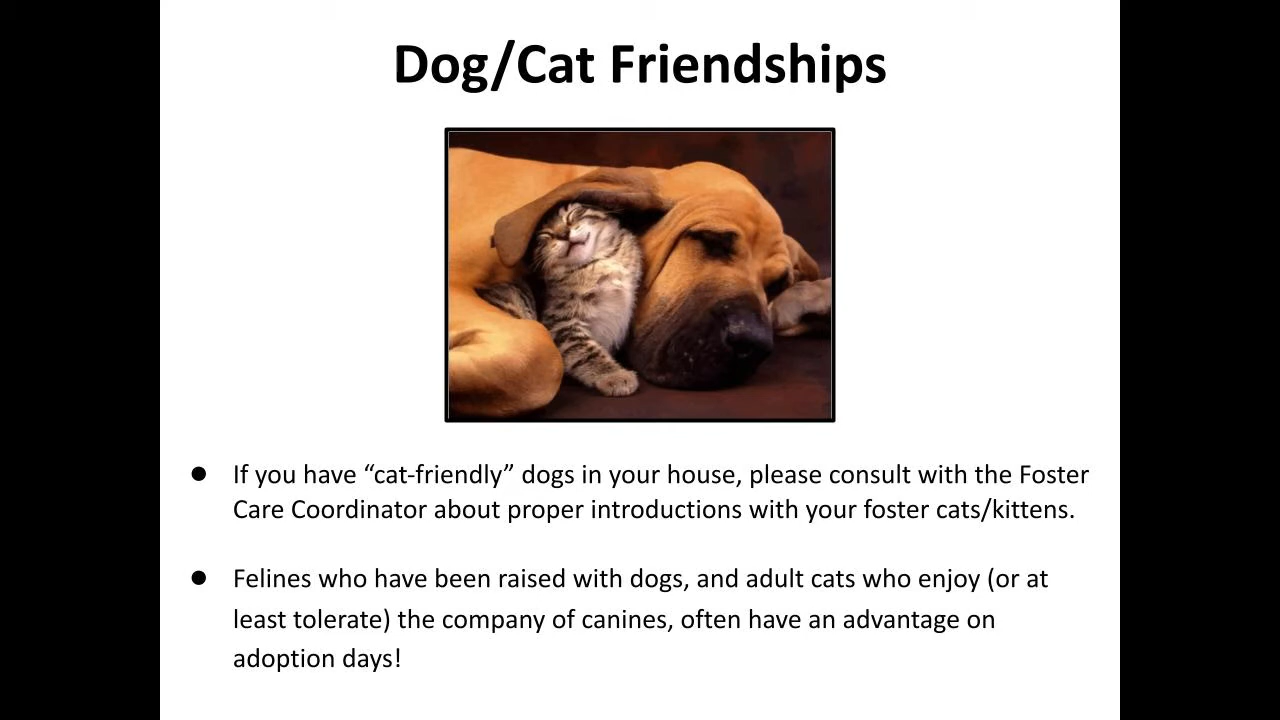 Dog/Cat Friendships
● If you have “cat-friendly” dogs in your house, please consult with the Foster
Care Coordinator about proper introductions with your foster cats/kittens.
● Felines who have been raised with dogs, and adult cats who enjoy (or at
least tolerate) the company of canines, often have an advantage on
adoption days!